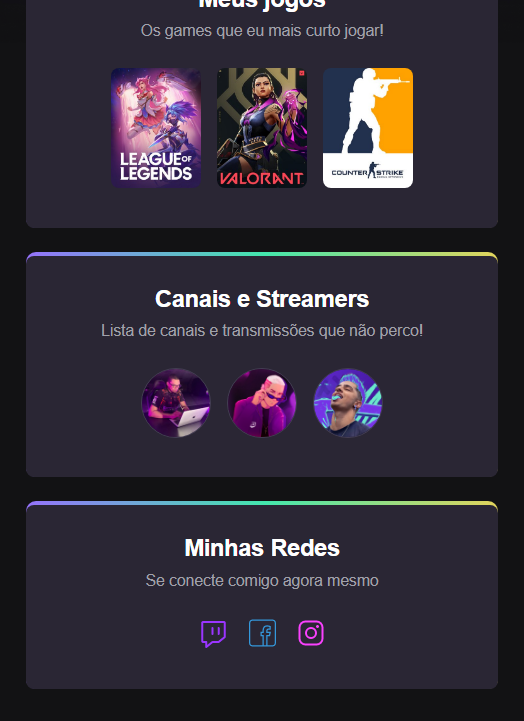 Meus jogos
Os games que eu mais curto jogar!
LEAGUE OF
LEGENDS
VALORANT
COUNTER STRIKE
Canais e Streamers
Lista de canais e transmissões que não perco!
Minhas Redes
Se conecte comigo agora mesmo